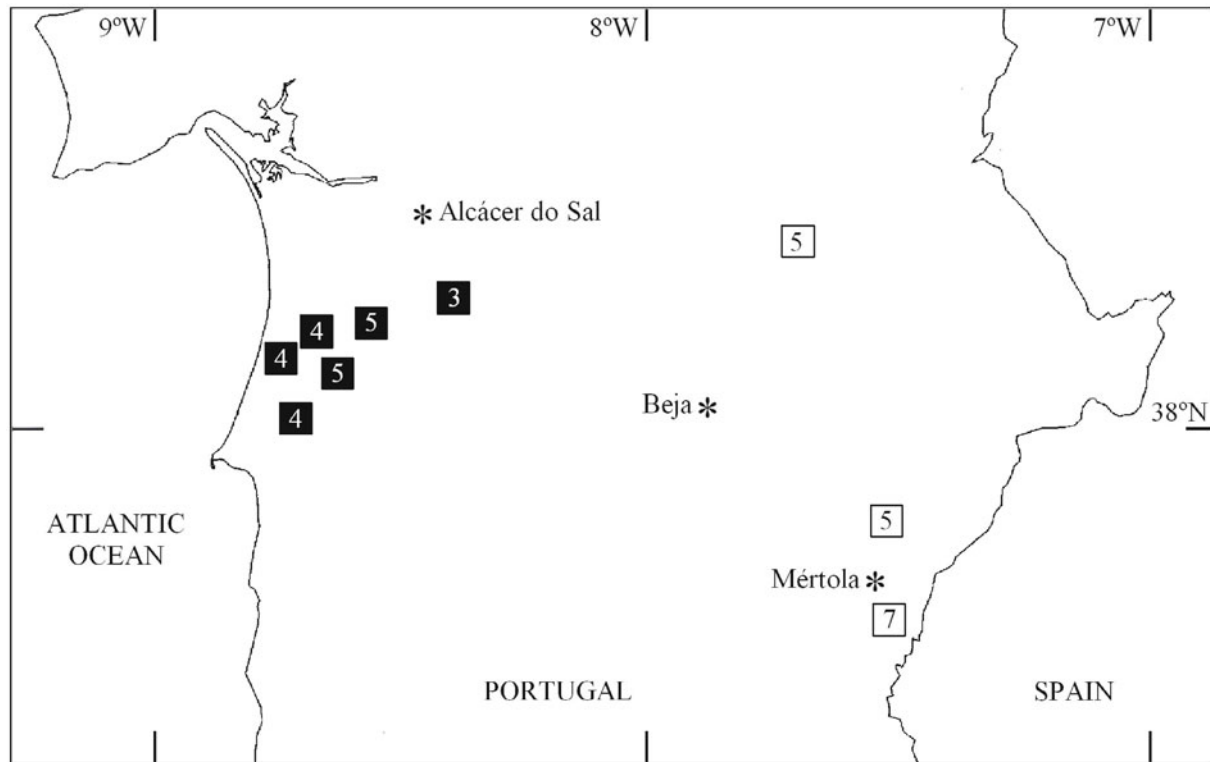 9ºW
8ºW
7ºW
* Alcácer do Sal
5
3
5
4
4
5
4
Beja *
38ºN
ATLANTIC
OCEAN
5
Mértola *
7
PORTUGAL
SPAIN